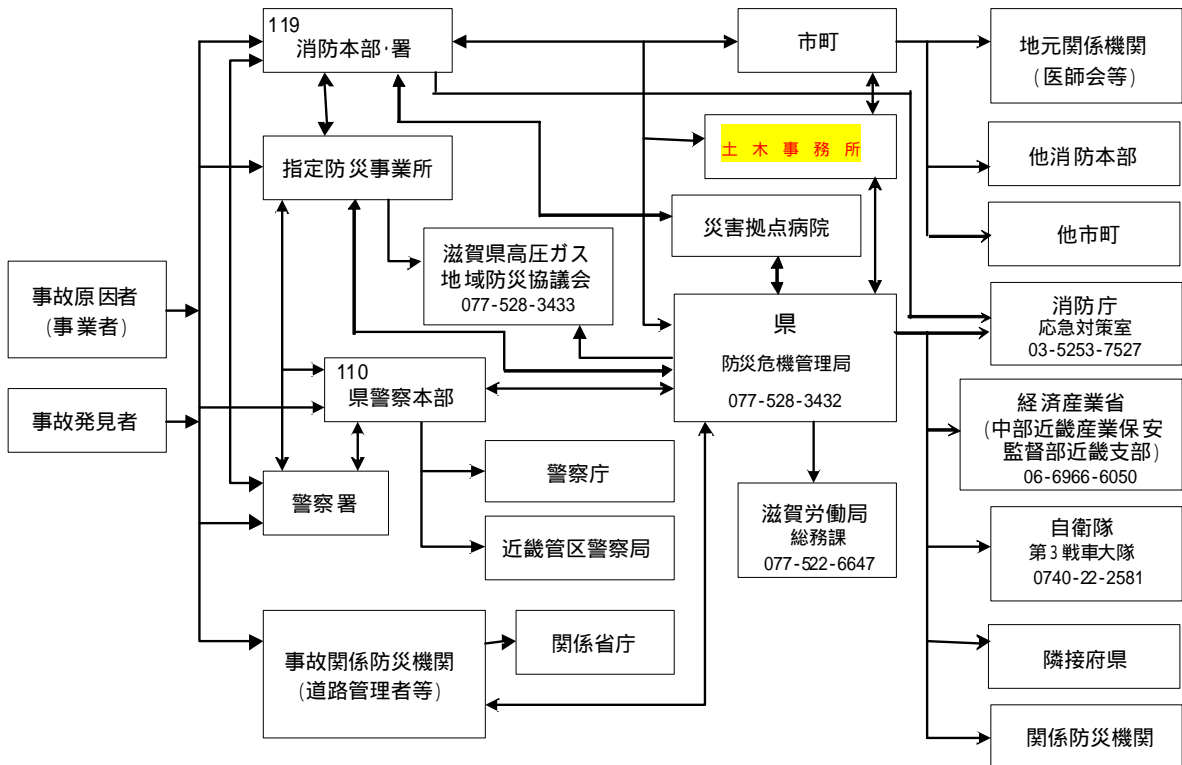 119
消防本部・署
市町
地元関係機関
(医師会等)
土木事務所
指定防災事業所
他消防本部
災害拠点病院
他市町
滋賀県高圧ガス
地域防災協議会
077-528-3433
事故原因者
(事業者)
県
防災危機管理局
077-528-3432
消防庁
応急対策室
03-5253-7527
110
県警察本部
事故発見者
経済産業省
(中部近畿産業保安
監督部近畿支部)
06-6966-6050
警察庁
警察署
滋賀労働局
総務課
077-522-6647
自衛隊
第3戦車大隊
0740-22-2581
近畿管区警察局
関係省庁
事故関係防災機関
(道路管理者等)
隣接府県
関係防災機関